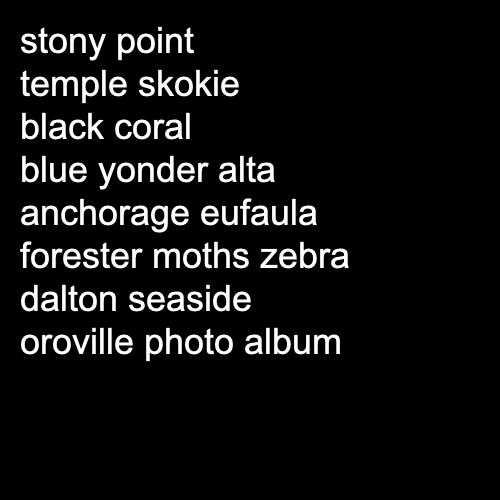 stony point
temple skokie
black coral
blue yonder alta
anchorage eufaula
forester moths zebra
dalton seaside
oroville photo album